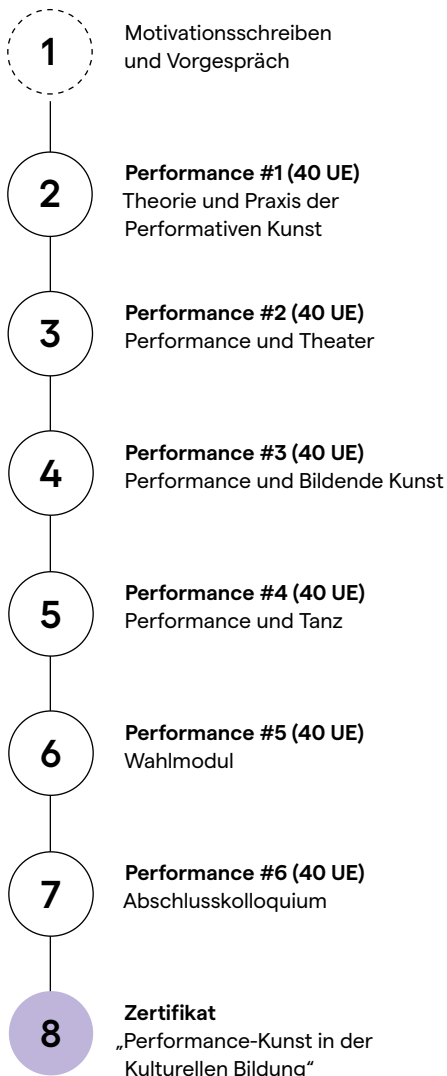 1
Motivationsschreiben
und Vorgespräch
2
Performance #1 (40 UE)
Theorie und Praxis der
Performativen Kunst
3
Performance #2 (40 UE)
Performance und Theater
4
Performance #3 (40 UE)
Performance und Bildende Kunst
5
Performance #4 (40 UE)
Performance und Tanz
6
Performance #5 (40 UE)
Wahlmodul
7
Performance #6 (40 UE)
Abschlusskolloquium
8
Zertifikat
„Performance-Kunst in der
Kulturellen Bildung“